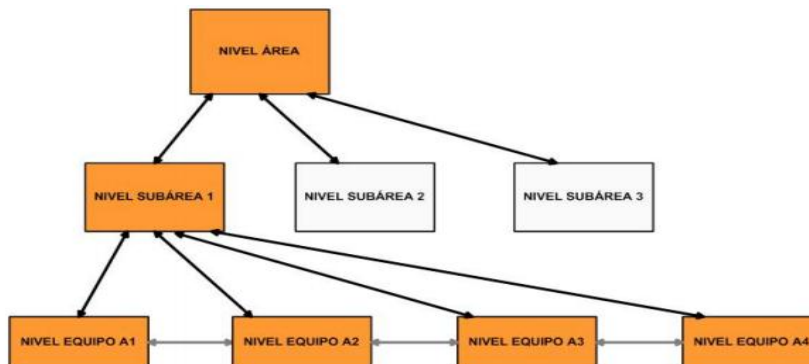 NIVEL ÁREA
NIVEL SUBÁREA 1
NIVEL SUBÁREA 2
NIVEL SUBÁREA 3
NIVEL EQUIPO A1
NIVEL EQUIPO A2
NIVEL EQUIPO A3
NIVEL EQUIPO A4